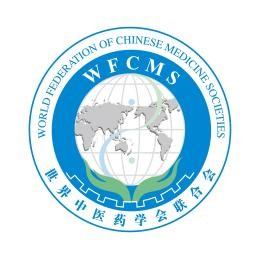 WORLD FEDERATION OF CHINESE MEDICINE SOCIETIES
WFCMS
世界中医药学会联合会